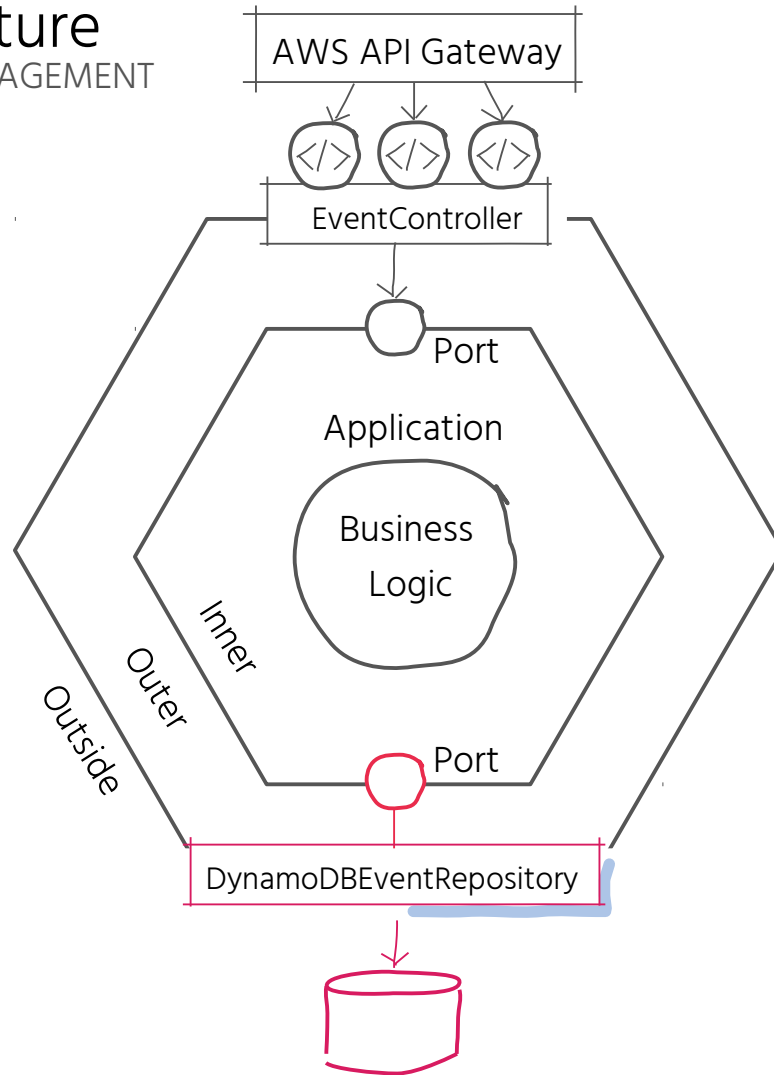 ture
AGEMENT
AWS API Gateway
</> </> </>
EventController
Port
Application
Business
Logic
Inner
Outer
Outside
Port
DynamoDBEventRepository